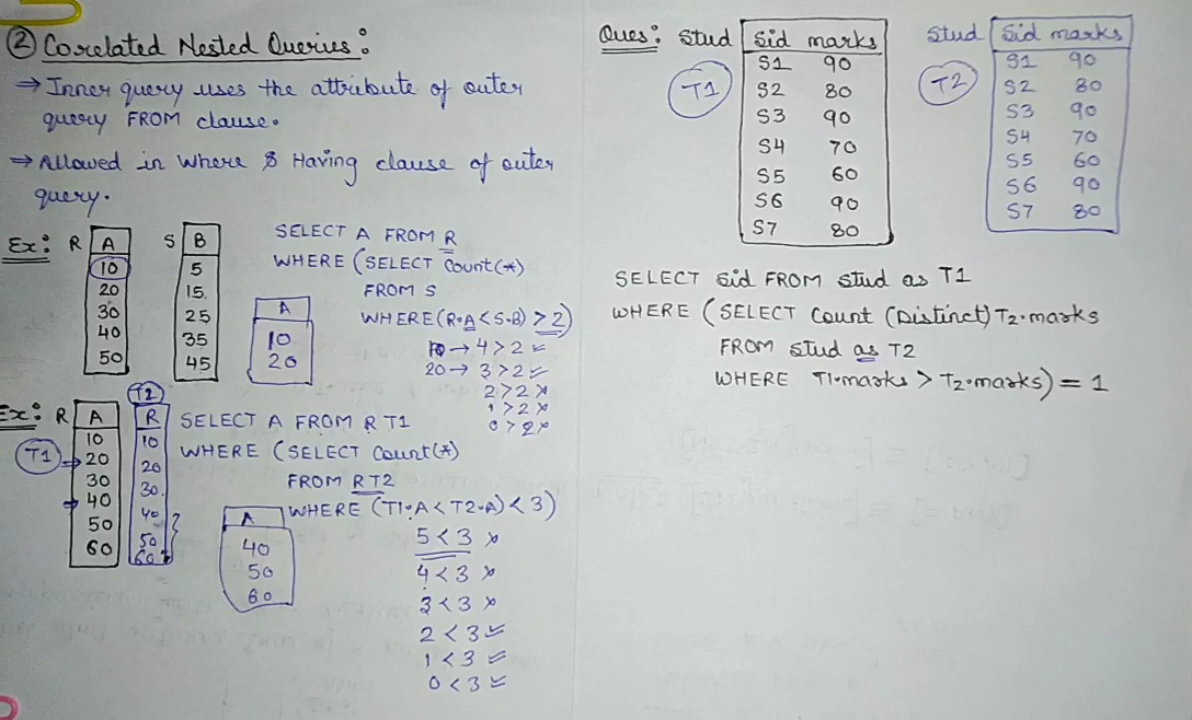 ② Corelated Nested Queries :
⇒ Inner query uses the attribute of outer
query FROM clause.
⇒ Allowed in Where & Having clause of outer
query.
Ex: R A S B
10 5
20 15
30 25
40 35
50 45
SELECT A FROM R
WHERE (SELECT Count(*)
FROM S
WHERE (R.A < S.B) > 2)
A
10
20
10 → 4 > 2 ✓
20 → 3 > 2 ✓
2 > 2 ×
1 > 2 ×
0 > 2 ×
Ex: R A T2 R
T1
10 10
20 20
30 30
40 40
50 50
60 60
SELECT A FROM R T1
WHERE (SELECT Count(*)
FROM R T2
WHERE (T1.A < T2.A) < 3)
A
40
50
60
5 < 3 ×
4 < 3 ×
3 < 3 ×
2 < 3 ✓
1 < 3 ✓
0 < 3 ✓
Ques: Stud Sid marks
T1
S1 90
S2 80
S3 90
S4 70
S5 60
S6 90
S7 80
Stud Sid marks
T2
S1 90
S2 80
S3 90
S4 70
S5 60
S6 90
S7 80
SELECT Sid FROM Stud as T1
WHERE (SELECT Count (Distinct) T2.marks
FROM Stud as T2
WHERE T1.marks > T2.marks) = 1